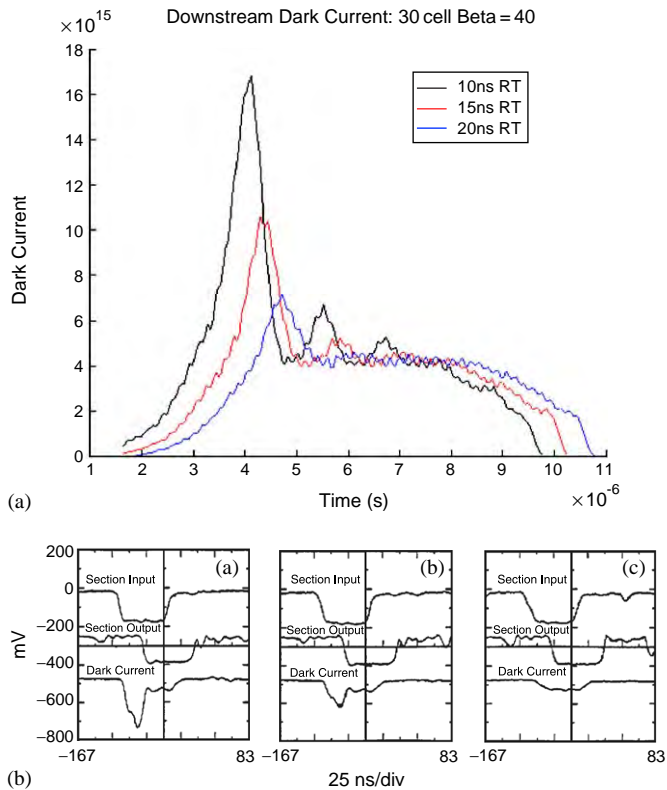 Downstream Dark Current: 30 cell Beta = 40
×10¹⁵
18
16
14
12
10
8
6
4
2
0
Dark Current
10ns RT
15ns RT
20ns RT
1 2 3 4 5 6 7 8 9 10 11
Time (s)
×10⁻⁶
(a)
200
0
−200
−400
−600
−800
mV
(a)
Section Input
Section Output
Dark Current
−167 83
(b)
Section Input
Section Output
Dark Current
−167 83
(c)
Section Input
Section Output
Dark Current
−167 83
(b)
25 ns/div